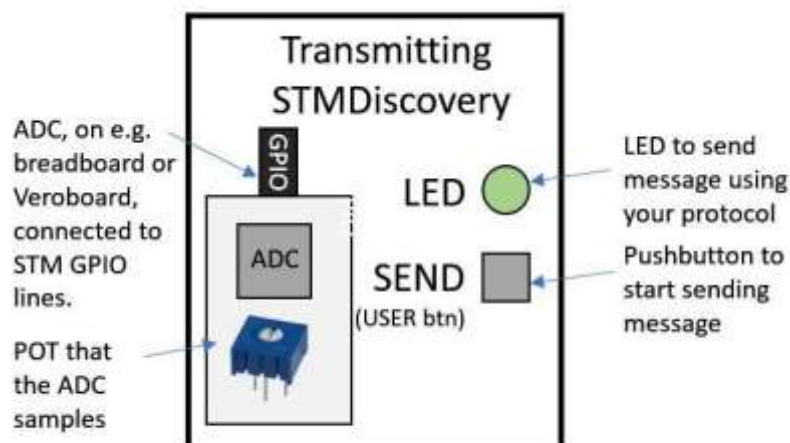 Transmitting
STMDiscovery
ADC, on e.g.
breadboard or
Veroboard,
connected to
STM GPIO
lines.
GPIO
ADC
POT that
the ADC
samples
LED
SEND
(USER btn)
LED to send
message using
your protocol
Pushbutton to
start sending
message